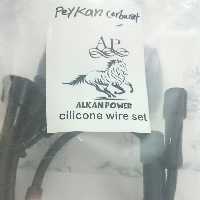 Peykan carburet
AP
ALKAN POWER
cilicone wire set